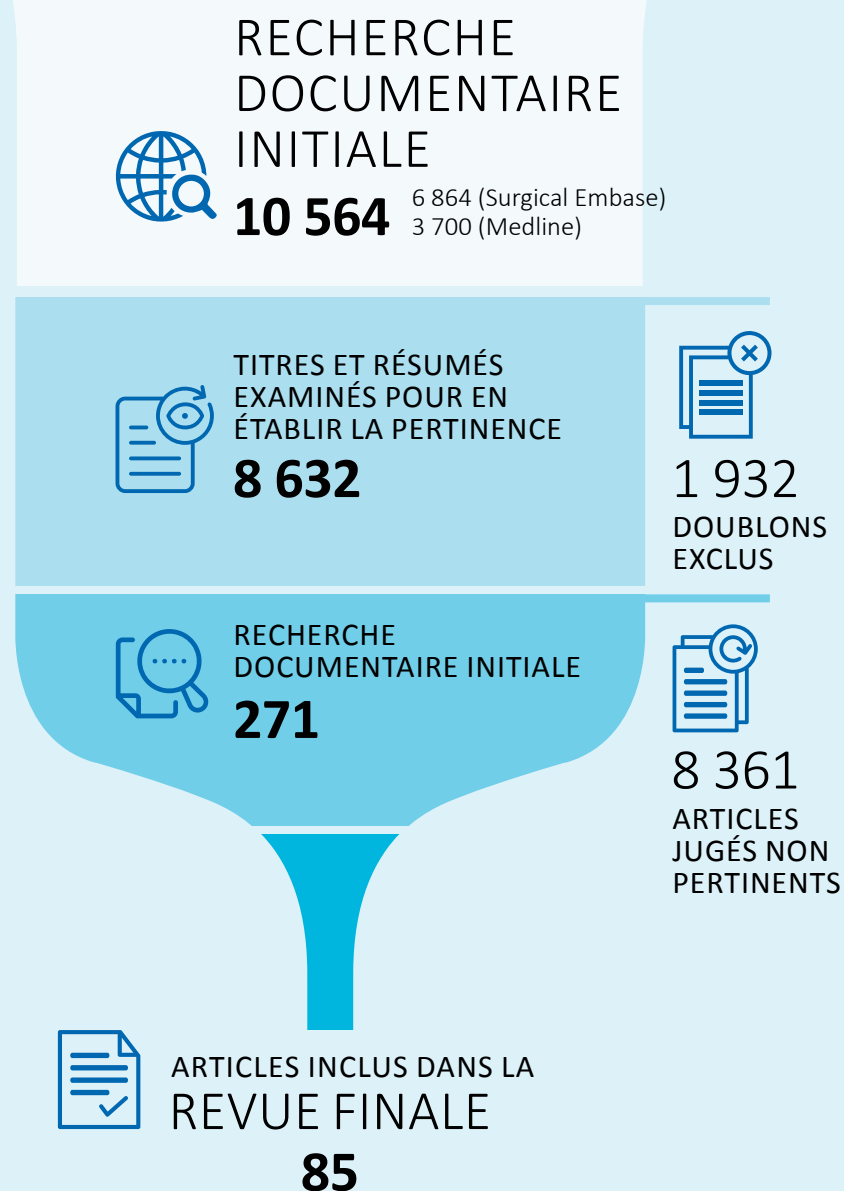 RECHERCHE
DOCUMENTAIRE
INITIALE
10 564
6 864 (Surgical Embase)
3 700 (Medline)
TITRES ET RÉSUMÉS
EXAMINÉS POUR EN
ÉTABLIR LA PERTINENCE
8 632
1 932
DOUBLONS
EXCLUS
RECHERCHE
DOCUMENTAIRE INITIALE
271
8 361
ARTICLES
JUGÉS NON
PERTINENTS
ARTICLES INCLUS DANS LA
REVUE FINALE
85